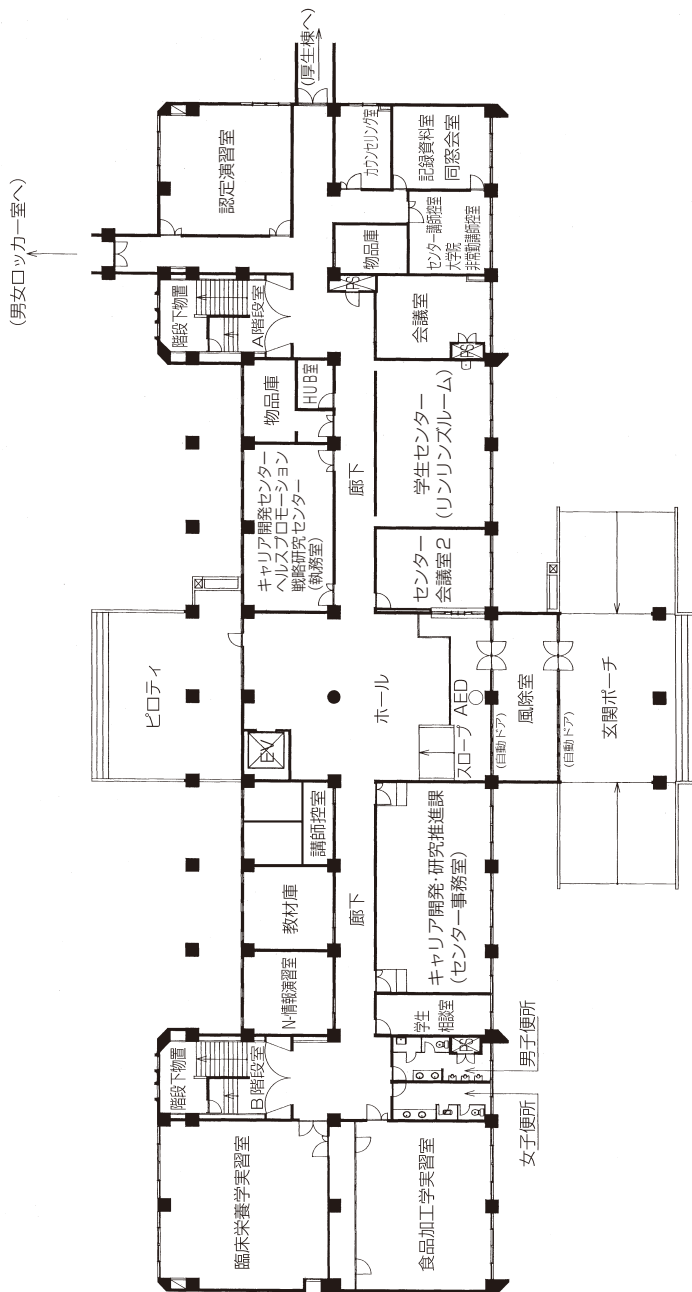 (男女ロッカー室へ)
(厚生棟へ)
認定演習室
カウンセリング室
記録資料室
同窓会室
物品庫
センター講師控室
大学院
非常勤講師控室
階段下物置
A階段室
PS
会議室
PS
物品庫
HUB室
廊下
学生センター
(リンリンズルーム)
キャリア開発センター
ヘルスプロモーション
戦略研究センター
(執務室)
センター
会議室2
ピロティ
ホール
EV
スロープ
AED
(自動ドア)
風除室
(自動ドア)
玄関ポーチ
講師控室
教材庫
N-情報演習室
廊下
キャリア開発・研究推進課
(センター事務室)
学生
相談室
階段下物置
B階段室
PS
男子便所
女子便所
臨床栄養学実習室
食品加工学実習室